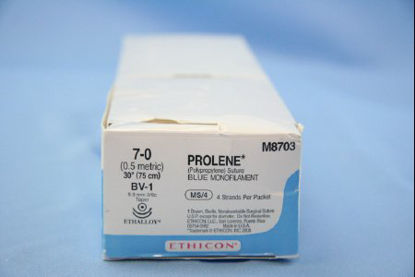 7-0
(0.5 metric)
30" (75 cm)
BV-1
Taper
ETHALLOY*
M8703
PROLENE*
(Polypropylene) Suture
BLUE MONOFILAMENT
MS/4
4 Strands Per Packet
ETHICON